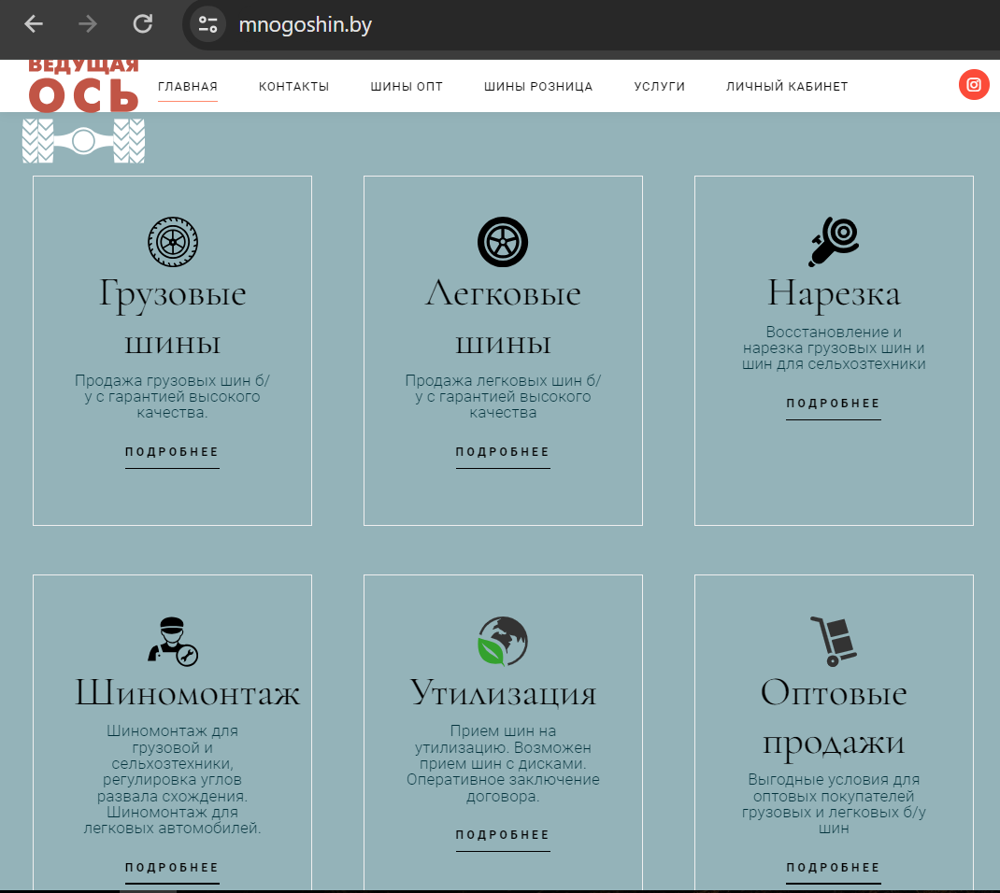 mnogoshin.by
ВЕДУЩАЯ
ОСЬ
ГЛАВНАЯ
КОНТАКТЫ
ШИНЫ ОПТ
ШИНЫ РОЗНИЦА
УСЛУГИ
ЛИЧНЫЙ КАБИНЕТ
Грузовые
шины
Продажа грузовых шин б/
у с гарантией высокого
качества.
ПОДРОБНЕЕ
Легковые
шины
Продажа легковых шин б/
у с гарантией высокого
качества
ПОДРОБНЕЕ
Нарезка
Восстановление и
нарезка грузовых шин и
шин для сельхозтехники
ПОДРОБНЕЕ
Шиномонтаж
Шиномонтаж для
грузовой и
сельхозтехники,
регулировка углов
развала схождения.
Шиномонтаж для
легковых автомобилей.
ПОДРОБНЕЕ
Утилизация
Прием шин на
утилизацию. Возможен
прием шин с дисками.
Оперативное заключение
договора.
ПОДРОБНЕЕ
Оптовые
продажи
Выгодные условия для
оптовых покупателей
грузовых и легковых б/у
шин
ПОДРОБНЕЕ